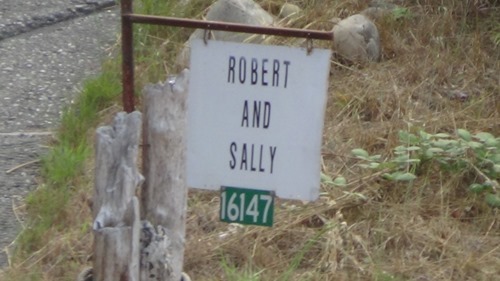 ROBERT
AND
SALLY
16147